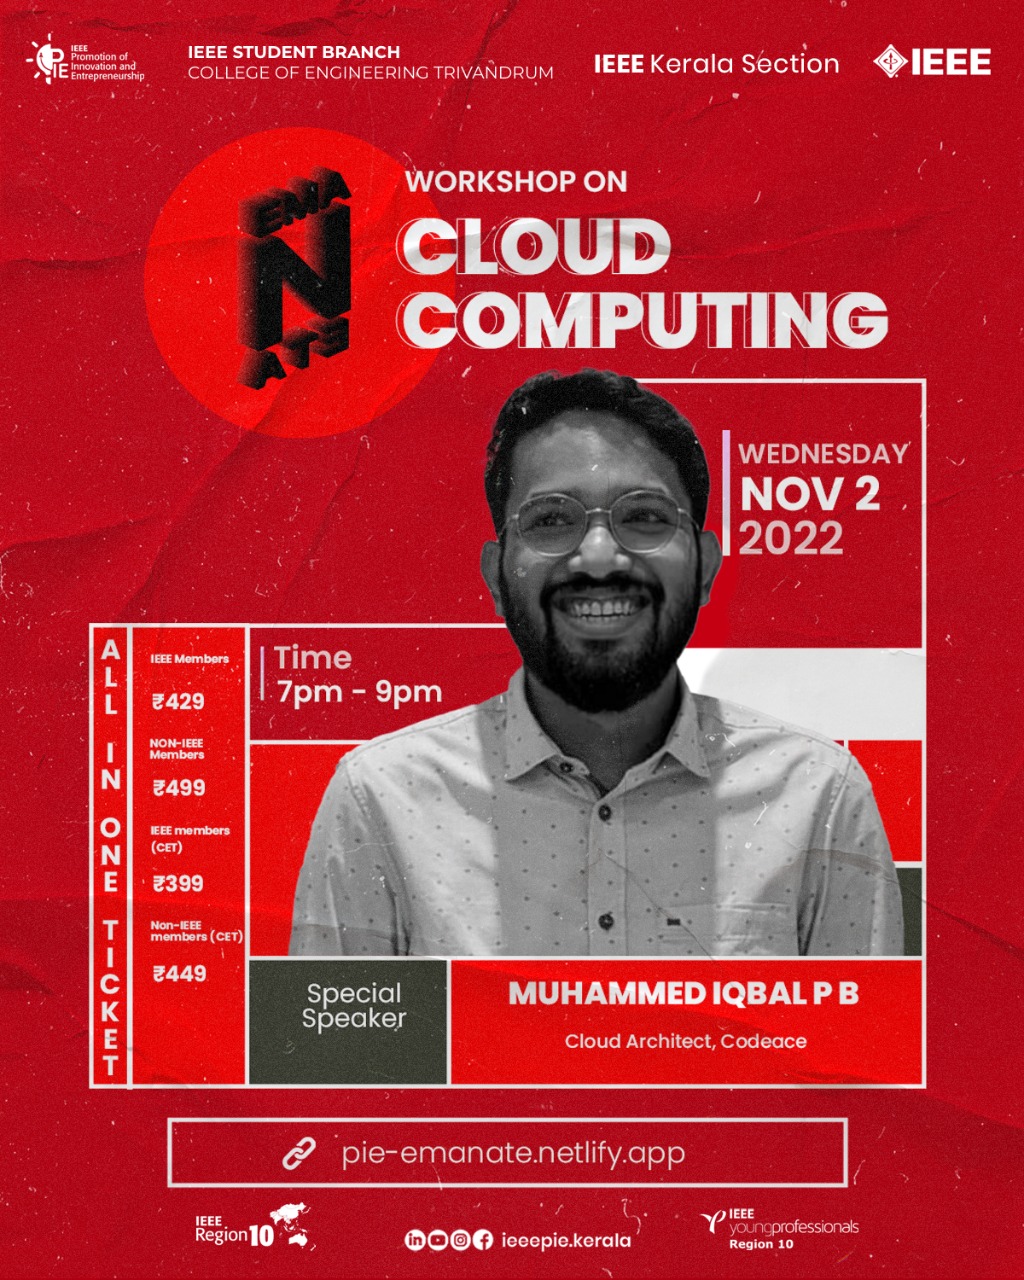 IEEE
Promotion of
Innovation and
Entrepreneurship
PIE
IEEE STUDENT BRANCH
COLLEGE OF ENGINEERING TRIVANDRUM
IEEE Kerala Section
IEEE
EMA
N
ATE
WORKSHOP ON
CLOUD
COMPUTING
WEDNESDAY
NOV 2
2022
Time
7pm - 9pm
ALL IN ONE TICKET
IEEE Members
₹429
NON-IEEE
Members
₹499
IEEE members
(CET)
₹399
Non-IEEE
members (CET)
₹449
Special
Speaker
MUHAMMED IQBAL P B
Cloud Architect, Codeace
pie-emanate.netlify.app
IEEE
Region 10
ieeepie.kerala
IEEE
youngprofessionals
Region 10